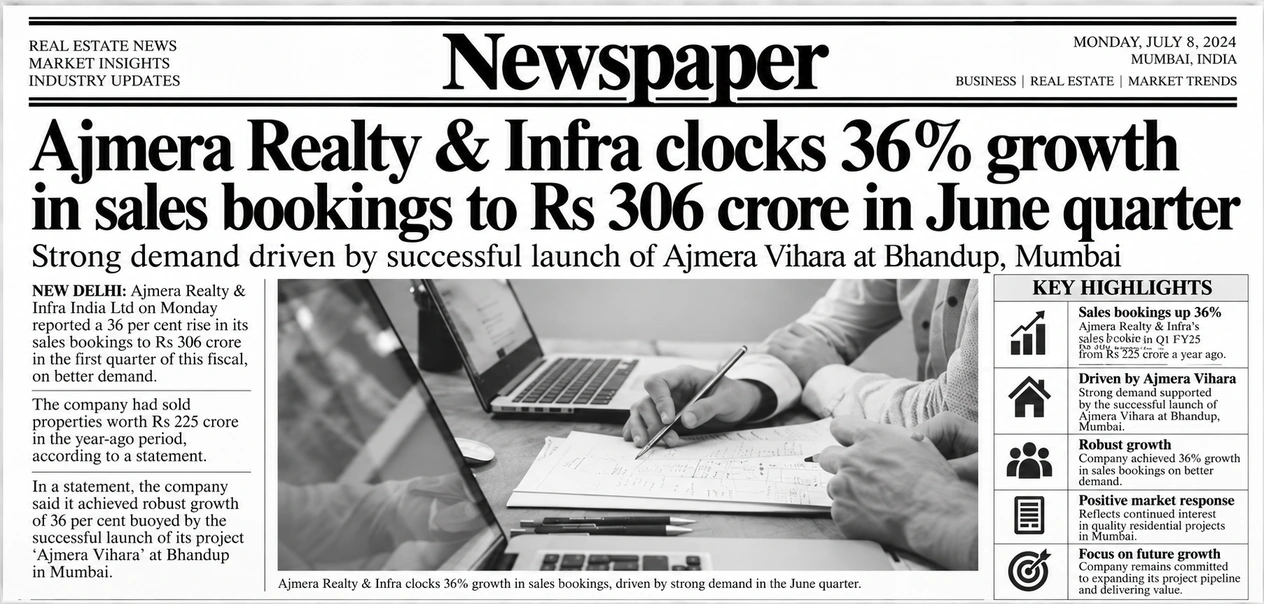 REAL ESTATE NEWS
MARKET INSIGHTS
INDUSTRY UPDATES
Newspaper
MONDAY, JULY 8, 2024
MUMBAI, INDIA
BUSINESS | REAL ESTATE | MARKET TRENDS
Ajmera Realty & Infra clocks 36% growth
in sales bookings to Rs 306 crore in June quarter
Strong demand driven by successful launch of Ajmera Vihara at Bhandup, Mumbai
NEW DELHI: Ajmera Realty &
Infra India Ltd on Monday
reported a 36 per cent rise in its
sales bookings to Rs 306 crore
in the first quarter of this fiscal,
on better demand.
The company had sold
properties worth Rs 225 crore
in the year-ago period,
according to a statement.
In a statement, the company
said it achieved robust growth
of 36 per cent buoyed by the
successful launch of its project
‘Ajmera Vihara’ at Bhandup
in Mumbai.
Ajmera Realty & Infra clocks 36% growth in sales bookings, driven by strong demand in the June quarter.
KEY HIGHLIGHTS
Sales bookings up 36%
Ajmera Realty & Infra’s
sales in Q1 FY25
from Rs 225 crore a year ago.
Driven by Ajmera Vihara
Strong demand supported
by the successful launch of
Ajmera Vihara at Bhandup,
Mumbai.
Robust growth
Company achieved 36% growth
in sales bookings on better
demand.
Positive market response
Reflects continued interest
in quality residential projects
in Mumbai.
Focus on future growth
Company remains committed
to expanding its project pipeline
and delivering value.